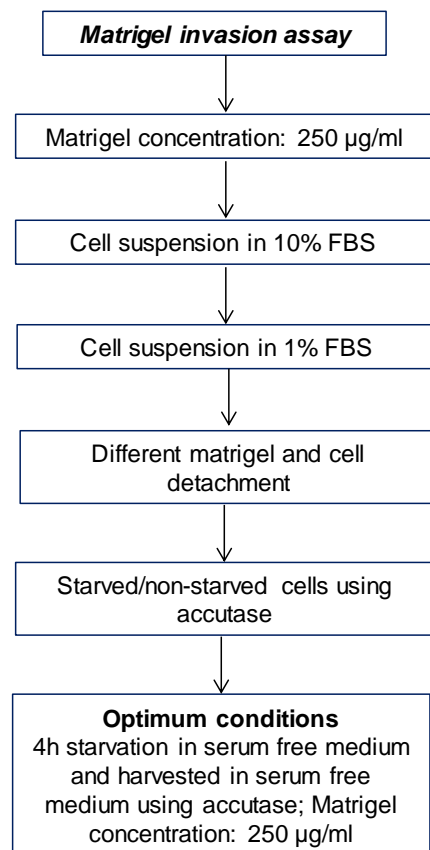 Matrigel invasion assay
Matrigel concentration: 250 µg/ml
Cell suspension in 10% FBS
Cell suspension in 1% FBS
Different matrigel and cell
detachment
Starved/non-starved cells using
accutase
Optimum conditions
4h starvation in serum free medium
and harvested in serum free
medium using accutase; Matrigel
concentration: 250 µg/ml